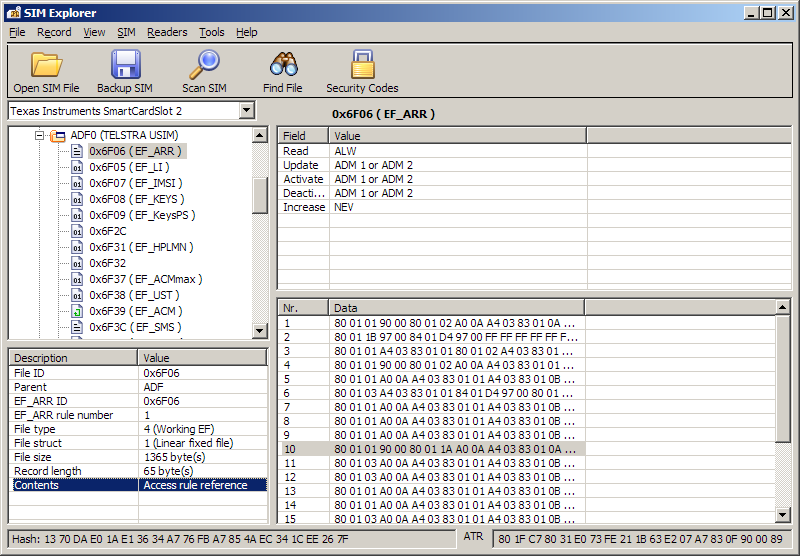 SIM Explorer
File Record View SIM Readers Tools Help
Open SIM File Backup SIM Scan SIM Find File Security Codes
Texas Instruments SmartCardSlot 2
0x6F06 ( EF_ARR )
ADF0 (TELSTRA USIM)
0x6F06 ( EF_ARR )
0x6F05 ( EF_LI )
0x6F07 ( EF_IMSI )
0x6F08 ( EF_KEYS )
0x6F09 ( EF_KeysPS )
0x6F2C
0x6F31 ( EF_HPLMN )
0x6F32
0x6F37 ( EF_ACMmax )
0x6F38 ( EF_UST )
0x6F39 ( EF_ACM )
0x6F3C ( EF_SMS )
Field Value
Read ALW
Update ADM 1 or ADM 2
Activate ADM 1 or ADM 2
Deacti... ADM 1 or ADM 2
Increase NEV
Description Value
File ID 0x6F06
Parent ADF
EF_ARR ID 0x6F06
EF_ARR rule number 1
File type 4 (Working EF)
File struct 1 (Linear fixed file)
File size 1365 byte(s)
Record length 65 byte(s)
Contents Access rule reference
Nr. Data
1 80 01 01 90 00 80 01 02 A0 0A A4 03 83 01 0A ...
2 80 01 1B 97 00 84 01 D4 97 00 FF FF FF FF FF F...
3 80 01 01 A4 03 83 01 01 80 01 02 A4 03 83 01 ...
4 80 01 01 90 00 80 01 02 A0 0A A4 03 83 01 01 ...
5 80 01 01 A0 0A A4 03 83 01 01 A4 03 83 01 0B ...
6 80 01 03 A4 03 83 01 01 84 01 D4 97 00 80 01 ...
7 80 01 01 A0 0A A4 03 83 01 01 A4 03 83 01 0B ...
8 80 01 01 A0 0A A4 03 83 01 01 A4 03 83 01 0B ...
9 80 01 01 A0 0A A4 03 83 01 01 A4 03 83 01 0B ...
10 80 01 01 90 00 80 01 1A A0 0A A4 03 83 01 0A ...
11 80 01 03 A0 0A A4 03 83 01 01 A4 03 83 01 0B ...
12 80 01 03 A0 0A A4 03 83 01 01 A4 03 83 01 0B ...
13 80 01 01 A0 0A A4 03 83 01 01 A4 03 83 01 0B ...
14 80 01 01 A0 0A A4 03 83 01 01 A4 03 83 01 0B ...
15 80 01 03 A0 0A A4 03 83 01 01 A4 03 83 01 0B ...
Hash: 13 70 DA E0 1A E1 36 34 A7 76 FB A7 85 4A EC 34 1C EE 26 7F
ATR 80 1F C7 80 31 E0 73 FE 21 1B 63 E2 07 A7 83 0F 90 00 89